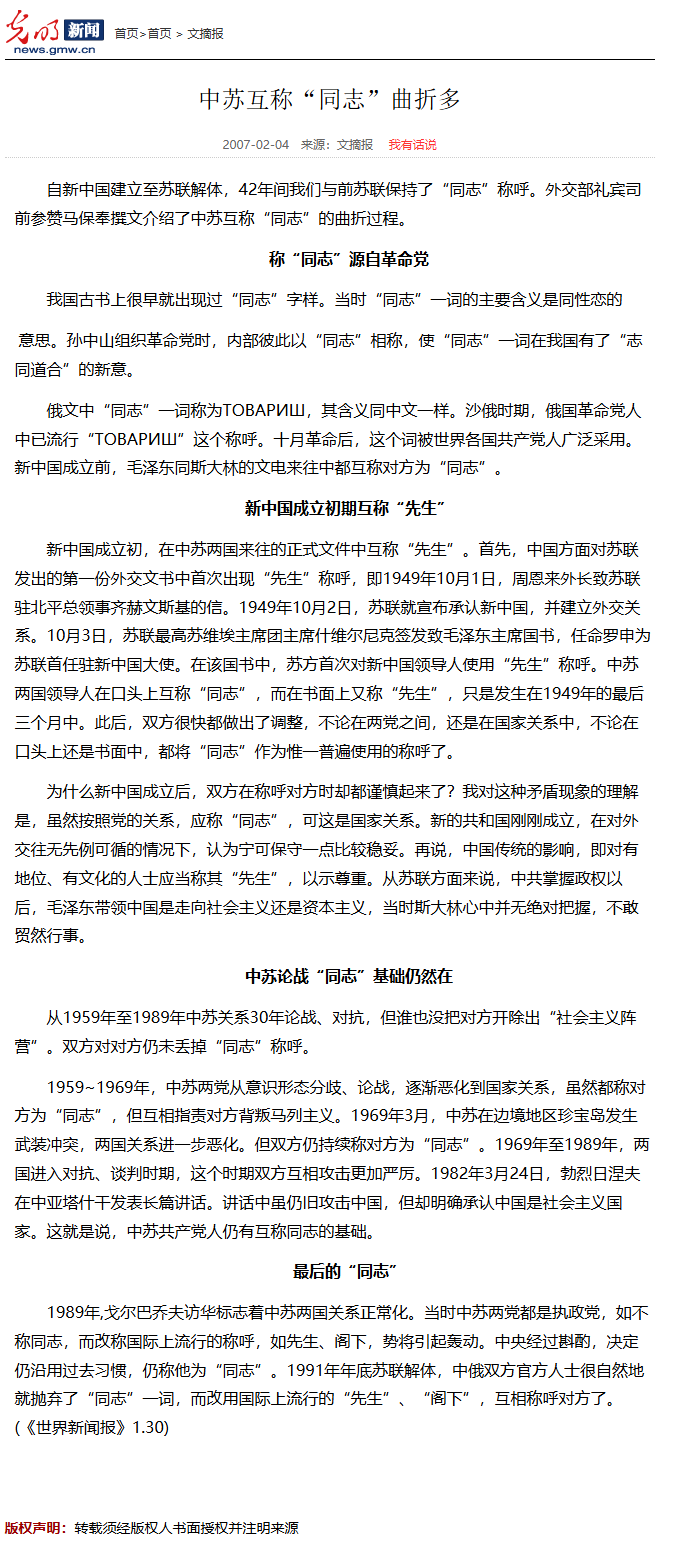 光明 新闻
news.gmw.cn
首页>首页 > 文摘报
中苏互称“同志”曲折多
2007-02-04 来源：文摘报 我有话说
自新中国建立至苏联解体，42年间我们与前苏联保持了“同志”称呼。外交部礼宾司
前参赞马保奉撰文介绍了中苏互称“同志”的曲折过程。
称“同志”源自革命党
我国古书上很早就出现过“同志”字样。当时“同志”一词的主要含义是同性恋的
意思。孙中山组织革命党时，内部彼此以“同志”相称，使“同志”一词在我国有了“志
同道合”的新意。
俄文中“同志”一词称为ТОВАРИШ，其含义同中文一样。沙俄时期，俄国革命党人
中已流行“ТОВАРИШ”这个称呼。十月革命后，这个词被世界各国共产党人广泛采用。
新中国成立前，毛泽东同斯大林的文电来往中都互称对方为“同志”。
新中国成立初期互称“先生”
新中国成立初，在中苏两国来往的正式文件中互称“先生”。首先，中国方面对苏联
发出的第一份外交文书中首次出现“先生”称呼，即1949年10月1日，周恩来外长致苏联
驻北平总领事齐赫文斯基的信。1949年10月2日，苏联就宣布承认新中国，并建立外交关
系。10月3日，苏联最高苏维埃主席团主席什维尔尼克签发致毛泽东主席国书，任命罗申为
苏联首任驻新中国大使。在该国书中，苏方首次对新中国领导人使用“先生”称呼。中苏
两国领导人在口头上互称“同志”，而在书面上又称“先生”，只是发生在1949年的最后
三个月中。此后，双方很快都做出了调整，不论在两党之间，还是在国家关系中，不论在
口头上还是书面中，都将“同志”作为惟一普遍使用的称呼了。
为什么新中国成立后，双方在称呼对方时却都谨慎起来了？我对这种矛盾现象的理解
是，虽然按照党的关系，应称“同志”，可这是国家关系。新的共和国刚刚成立，在对外
交往无先例可循的情况下，认为宁可保守一点比较稳妥。再说，中国传统的影响，即对有
地位、有文化的人士应当称其“先生”，以示尊重。从苏联方面来说，中共掌握政权以
后，毛泽东带领中国是走向社会主义还是资本主义，当时斯大林心中并无绝对把握，不敢
贸然行事。
中苏论战“同志”基础仍然在
从1959年至1989年中苏关系30年论战、对抗，但谁也没把对方开除出“社会主义阵
营”。双方对对方仍未丢掉“同志”称呼。
1959~1969年，中苏两党从意识形态分歧、论战，逐渐恶化到国家关系，虽然都称对
方为“同志”，但互相指责对方背叛马列主义。1969年3月，中苏在边境地区珍宝岛发生
武装冲突，两国关系进一步恶化。但双方仍持续称对方为“同志”。1969年至1989年，两
国进入对抗、谈判时期，这个时期双方互相攻击更加严厉。1982年3月24日，勃烈日涅夫
在中亚塔什干发表长篇讲话。讲话中虽仍旧攻击中国，但却明确承认中国是社会主义国
家。这就是说，中苏共产党人仍有互称同志的基础。
最后的“同志”
1989年,戈尔巴乔夫访华标志着中苏两国关系正常化。当时中苏两党都是执政党，如不
称同志，而改称国际上流行的称呼，如先生、阁下，势将引起轰动。中央经过斟酌，决定
仍沿用过去习惯，仍称他为“同志”。1991年年底苏联解体，中俄双方官方人士很自然地
就抛弃了“同志”一词，而改用国际上流行的“先生”、“阁下”，互相称呼对方了。
(《世界新闻报》1.30)
版权声明：转载须经版权人书面授权并注明来源